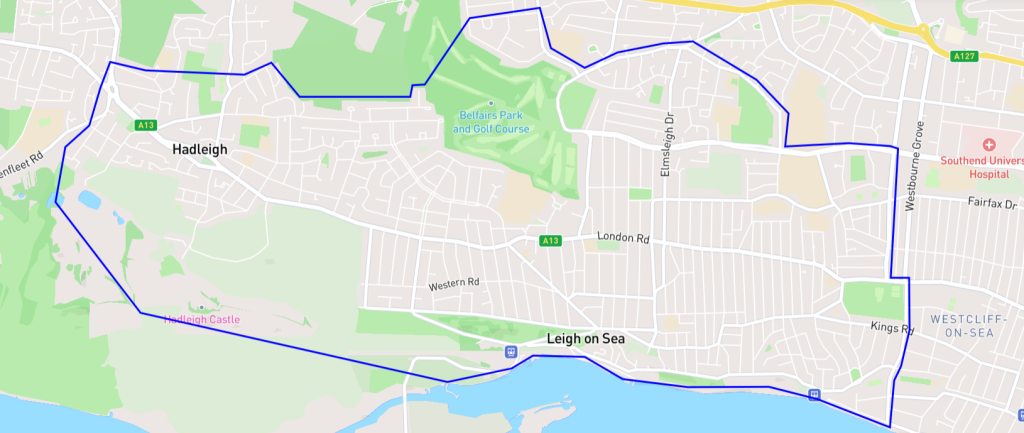 A127
Belfairs Park
and Golf Course
A13
Hadleigh
Elmsleigh Dr
Westbourne Grove
Southend Univers
Hospital
enfleet Rd
Fairfax Dr
A13
London Rd
Western Rd
Hadleigh Castle
Kings Rd
WESTCLIFF-
ON-SEA
Leigh on Sea